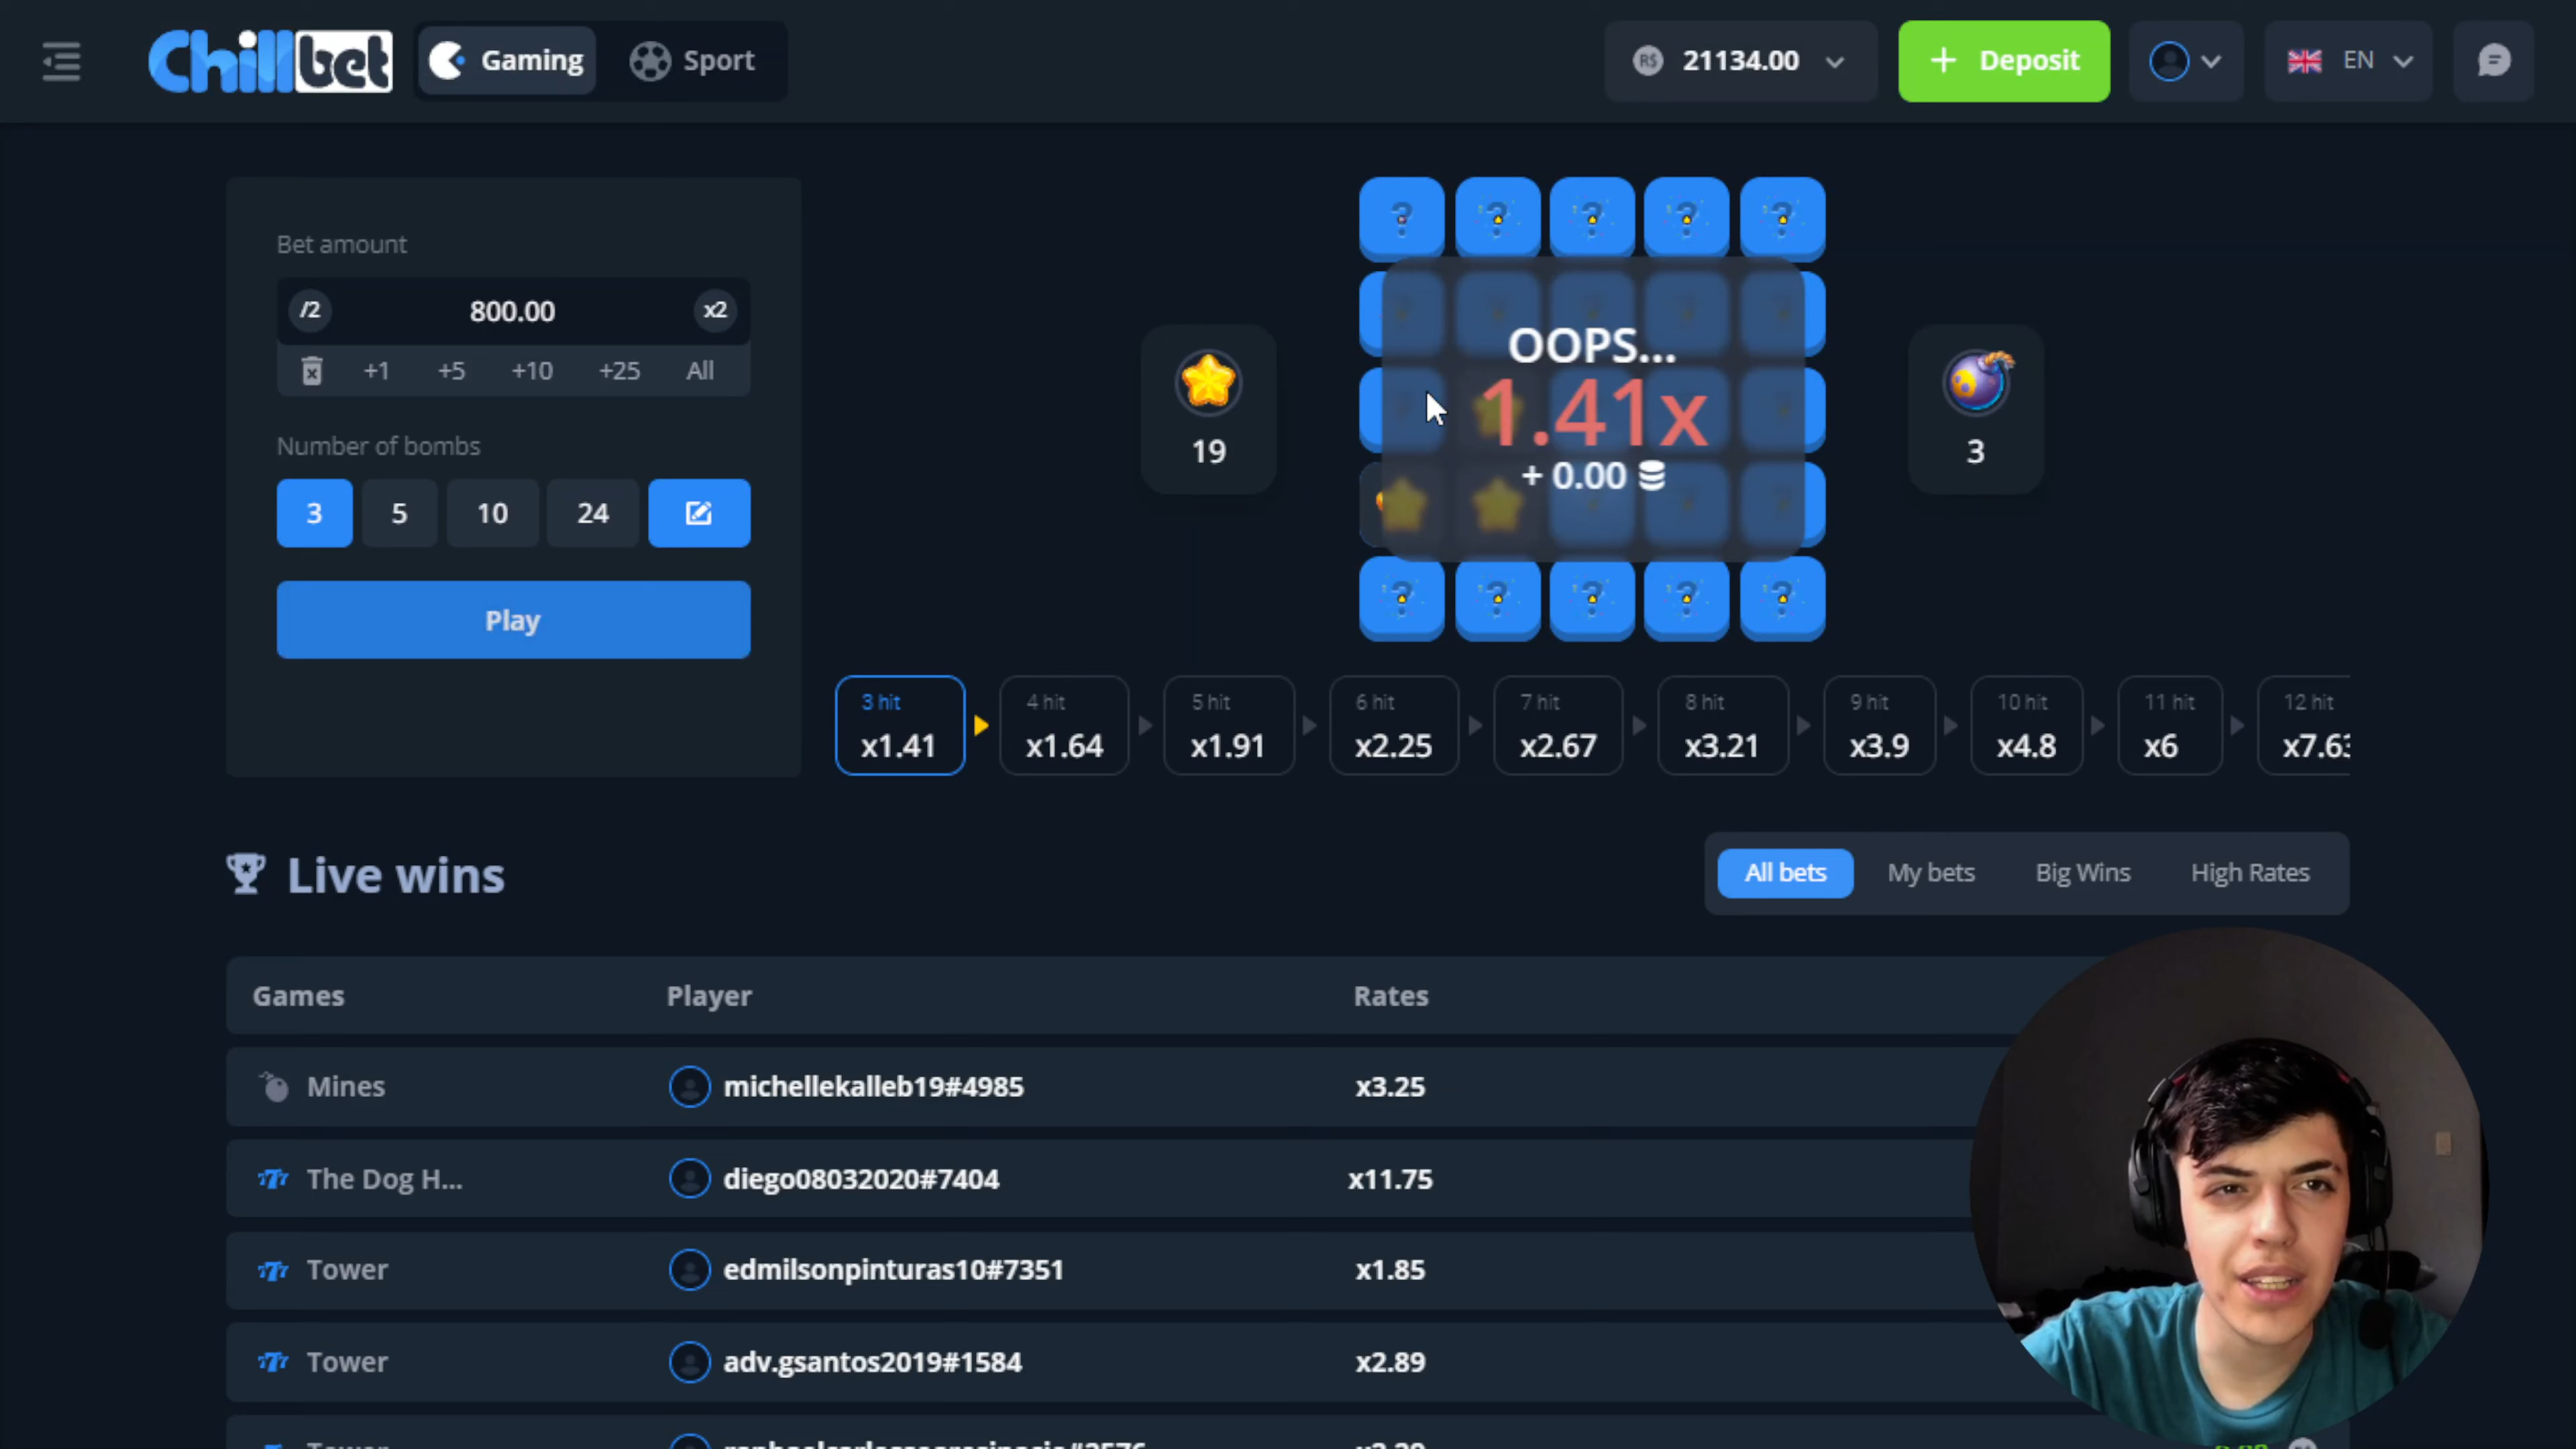 Chillbet
Gaming
Sport
R$ 21134.00
+ Deposit
EN
Bet amount
/2 800.00 x2
+1 +5 +10 +25 All
Number of bombs
3 5 10 24
Play
19
? ? ? ? ?
OOPS...
1.41x
+ 0.00
? ? ? ? ?
3
3 hit 4 hit 5 hit 6 hit 7 hit 8 hit 9 hit 10 hit 11 hit 12 hit
x1.41 x1.64 x1.91 x2.25 x2.67 x3.21 x3.9 x4.8 x6 x7.63
Live wins
All bets My bets Big Wins High Rates
Games Player Rates
Mines michellekalleb19#4985 x3.25
777 The Dog H... diego08032020#7404 x11.75
777 Tower edmilsonpinturas10#7351 x1.85
777 Tower adv.gsantos2019#1584 x2.89